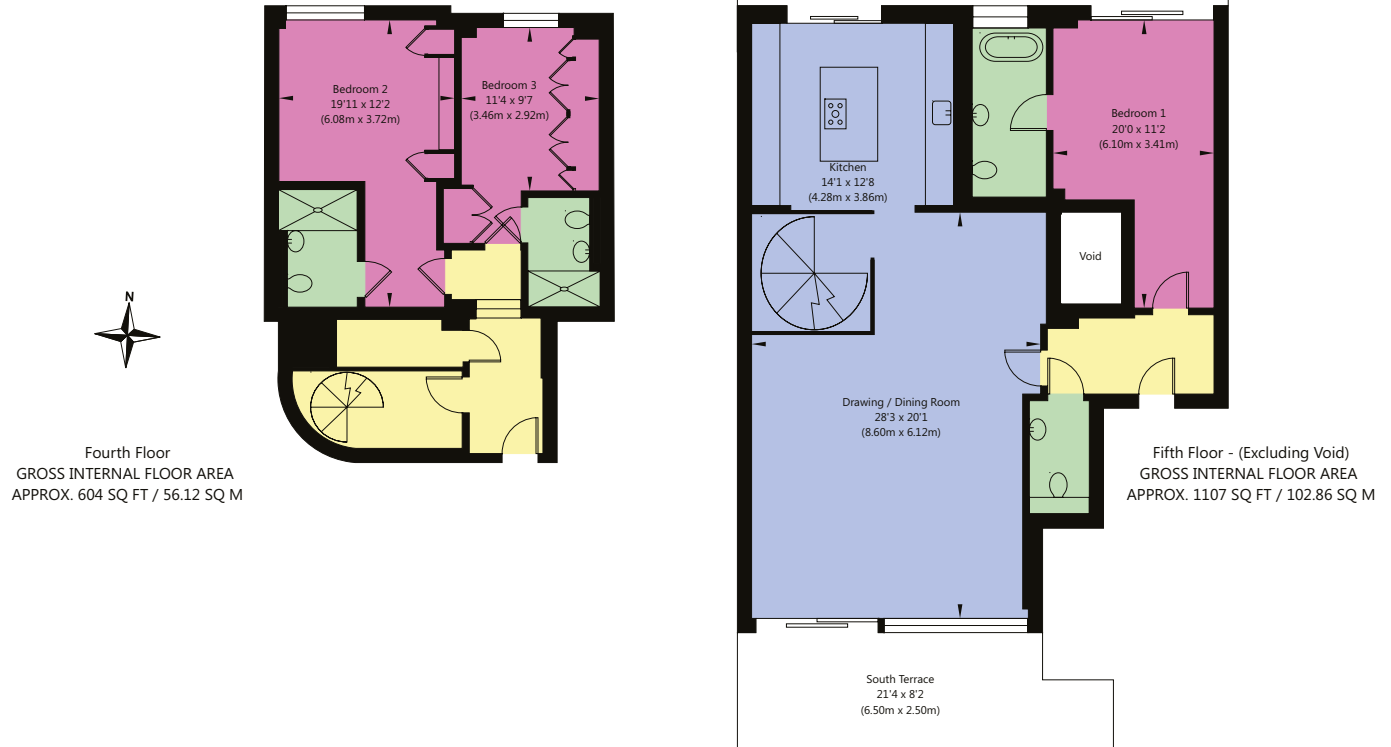 Bedroom 2
19'11 x 12'2
(6.08m x 3.72m)
Bedroom 3
11'4 x 9'7
(3.46m x 2.92m)
N
Fourth Floor
GROSS INTERNAL FLOOR AREA
APPROX. 604 SQ FT / 56.12 SQ M
Kitchen
14'1 x 12'8
(4.28m x 3.86m)
Bedroom 1
20'0 x 11'2
(6.10m x 3.41m)
Void
Drawing / Dining Room
28'3 x 20'1
(8.60m x 6.12m)
Fifth Floor - (Excluding Void)
GROSS INTERNAL FLOOR AREA
APPROX. 1107 SQ FT / 102.86 SQ M
South Terrace
21'4 x 8'2
(6.50m x 2.50m)